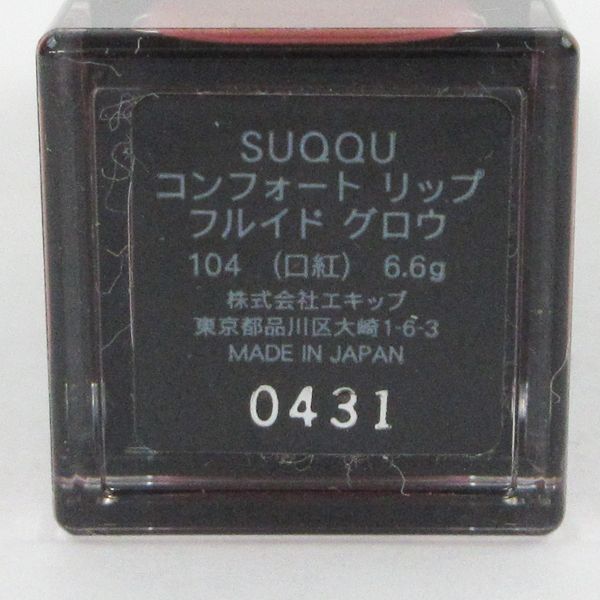 SUQQU
コンフォート リップ
フルイド グロウ
104 (口紅) 6.6g
株式会社エキップ
東京都品川区大崎1-6-3
MADE IN JAPAN
0431